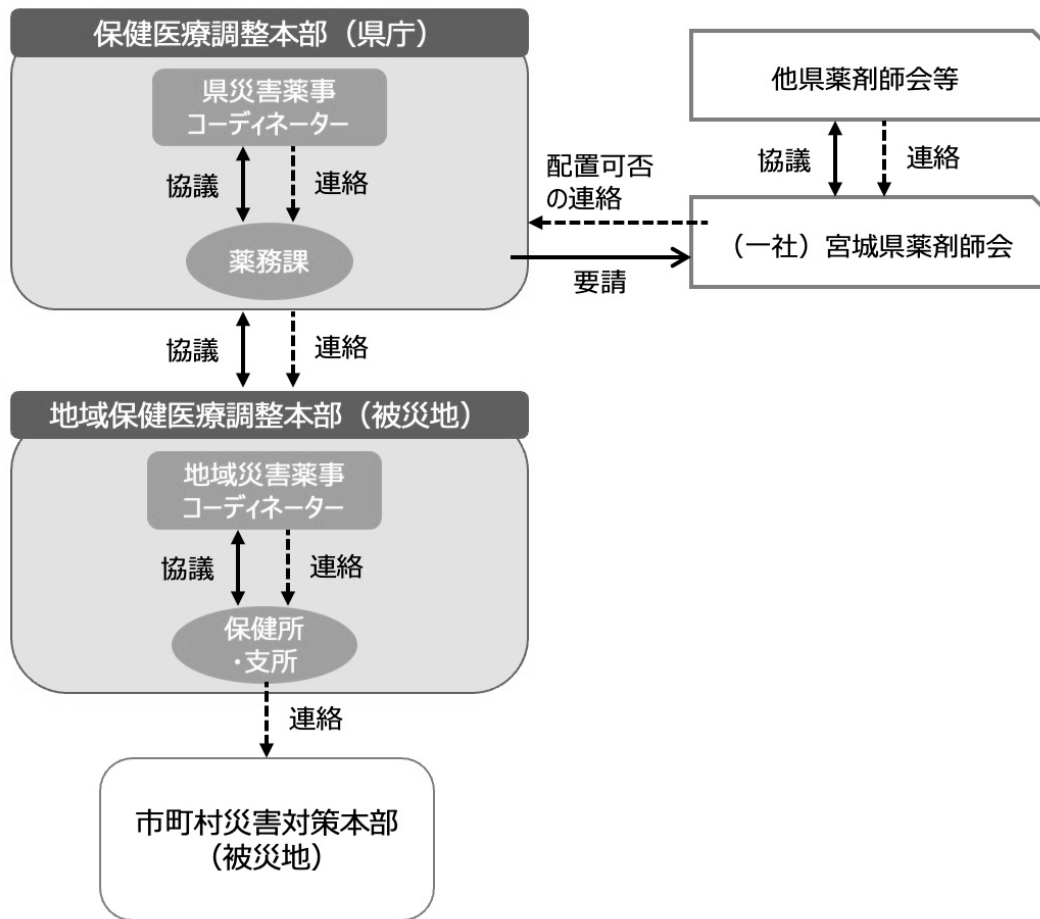 保健医療調整本部（県庁）
県災害薬事
コーディネーター
協議
連絡
薬務課
他県薬剤師会等
協議
連絡
配置可否
の連絡
（一社）宮城県薬剤師会
要請
協議
連絡
地域保健医療調整本部（被災地）
地域災害薬事
コーディネーター
協議
連絡
保健所
・支所
連絡
市町村災害対策本部
（被災地）